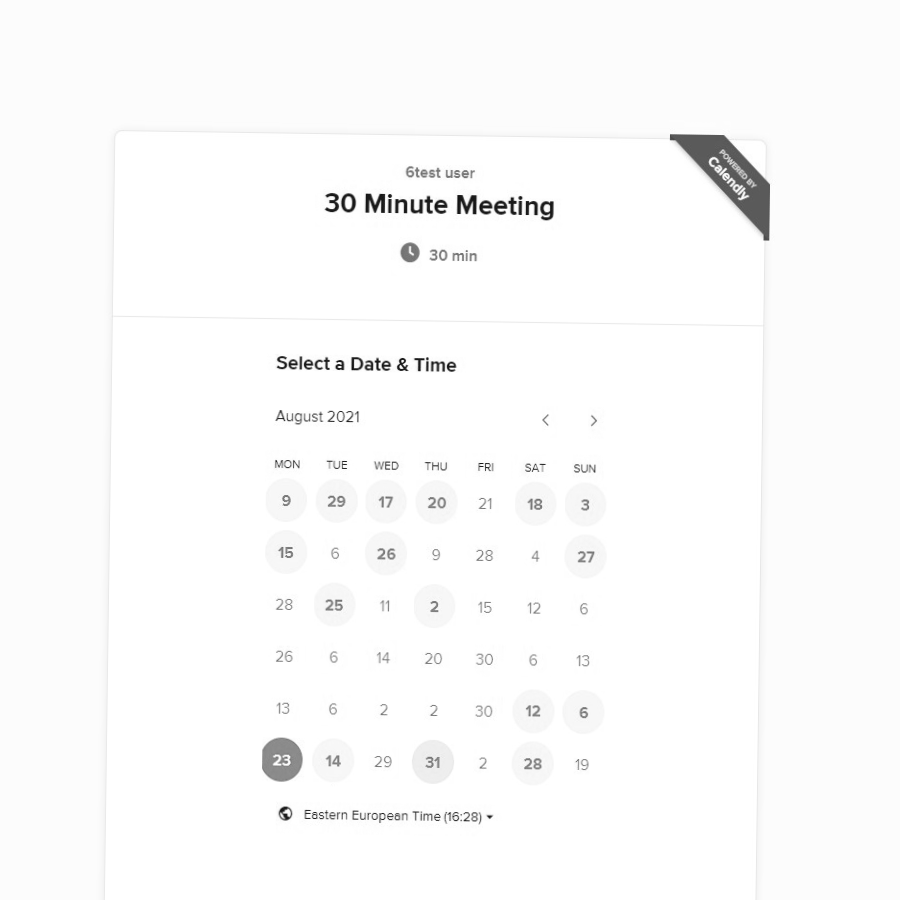 POWERED BY
Calendly
6test user
30 Minute Meeting
30 min
Select a Date & Time
August 2021
MON TUE WED THU FRI SAT SUN
9 29 17 20 21 18 3
15 6 26 9 28 4 27
28 25 11 2 15 12 6
26 6 14 20 30 6 13
13 6 2 2 30 12 6
23 14 29 31 2 28 19
Eastern European Time (16:28)